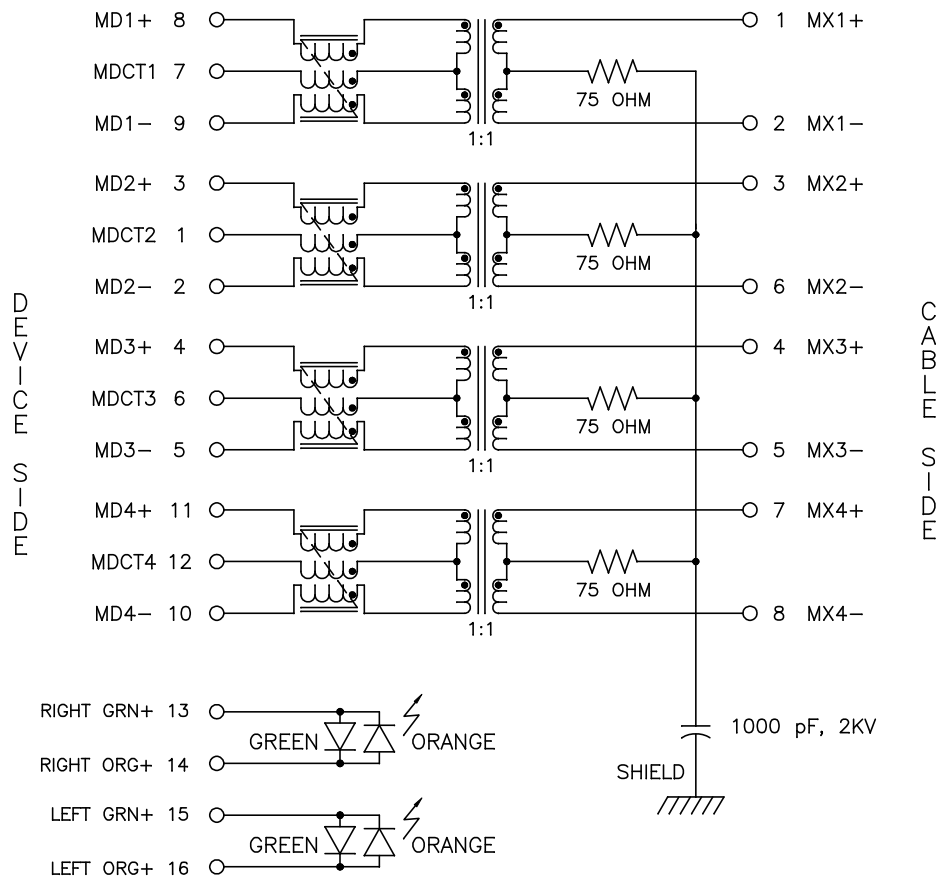 MD1+ 8
1 MX1+
MDCT1 7
75 OHM
MD1− 9
2 MX1−
1:1
MD2+ 3
3 MX2+
MDCT2 1
75 OHM
MD2− 2
6 MX2−
1:1
MD3+ 4
4 MX3+
MDCT3 6
75 OHM
MD3− 5
5 MX3−
1:1
MD4+ 11
7 MX4+
MDCT4 12
75 OHM
MD4− 10
8 MX4−
1:1
DEVICE SIDE
CABLE SIDE
RIGHT GRN+ 13
GREEN
ORANGE
RIGHT ORG+ 14
1000 pF, 2KV
SHIELD
LEFT GRN+ 15
GREEN
ORANGE
LEFT ORG+ 16